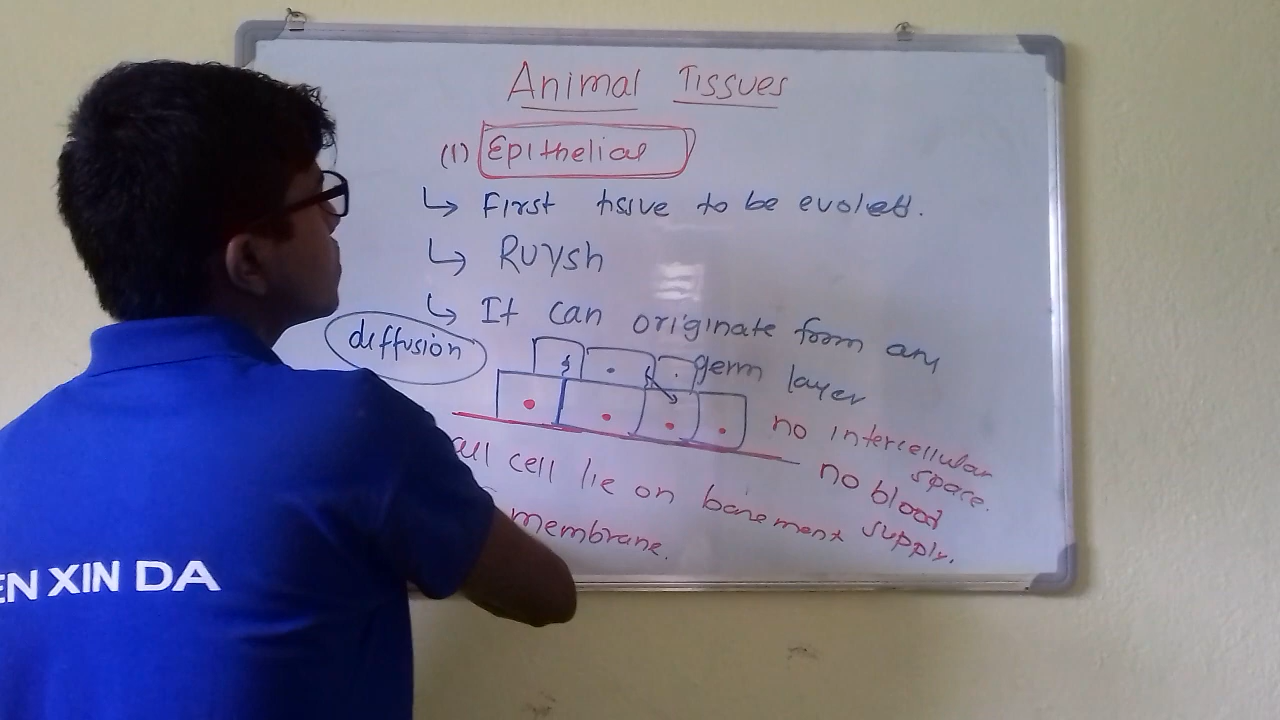 Animal Tissues
(1) Epithelial
↳ First tissue to be evolved.
↳ Ruysh
↳ It can originate from any
germ layer
diffusion
no intercellular
space.
no blood
supply.
all cell lie on basement
membrane.
EN XIN DA